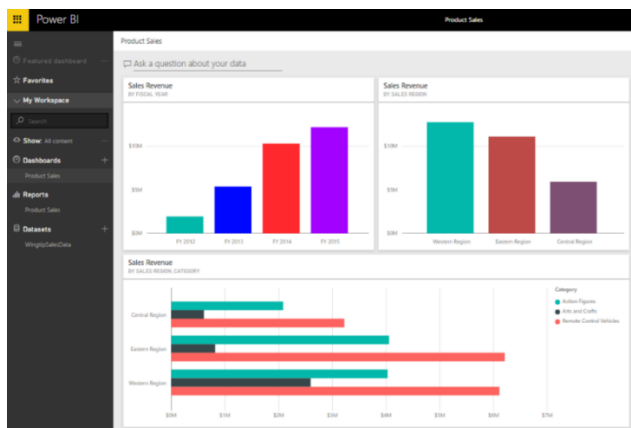 Power BI
Product Sales
Featured dashboard
Favorites
My Workspace
Search
Show: All content
Dashboards
Product Sales
Reports
Product Sales
Datasets
WingtipSalesData
Product Sales
Ask a question about your data
Sales Revenue
BY FISCAL YEAR
$10M
$5M
$0M
FY 2012 FY 2013 FY 2014 FY 2015
Sales Revenue
BY SALES REGION
$10M
$5M
$0M
Western Region Eastern Region Central Region
Sales Revenue
BY SALES REGION, CATEGORY
Central Region
Eastern Region
Western Region
$0M $1M $2M $3M $4M $5M $6M $7M
Category
Action Figures
Arts and Crafts
Remote Control Vehicles